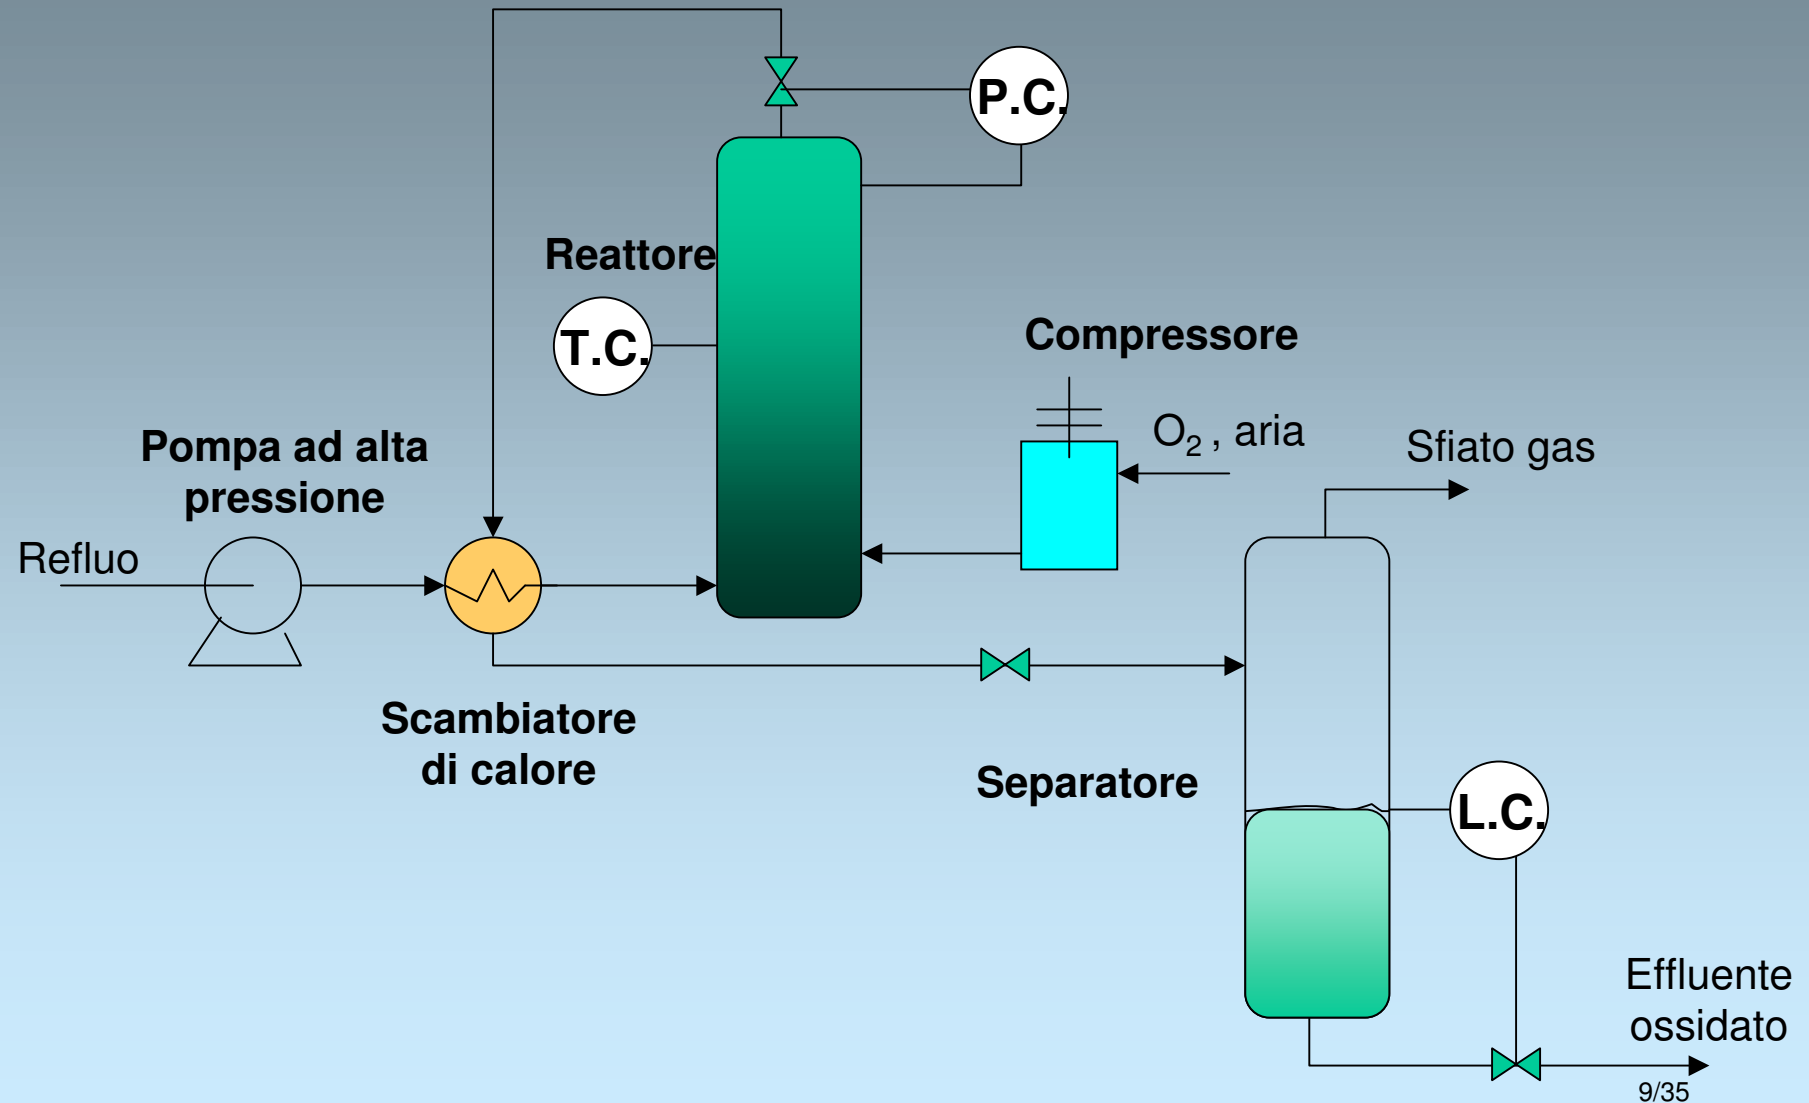 P.C.
Reattore
T.C.
Compressore
O₂ , aria
Pompa ad alta
pressione
Sfiato gas
Refluo
Scambiatore
di calore
Separatore
L.C.
Effluente
ossidato
9/35